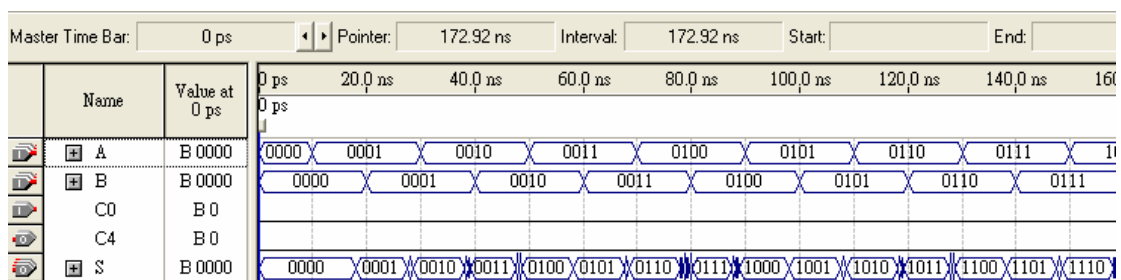 Master Time Bar: 0 ps Pointer: 172.92 ns Interval: 172.92 ns Start: End:
Name Value at 0 ps
0 ps 20.0 ns 40.0 ns 60.0 ns 80.0 ns 100.0 ns 120.0 ns 140.0 ns 160
0 ps
A B 0000 0000 0001 0010 0011 0100 0101 0110 0111 1
B B 0000 0000 0001 0010 0011 0100 0101 0110 0111
C0 B 0
C4 B 0
S B 0000 0000 0001 0010 0011 0100 0101 0110 0111 1000 1001 1010 1011 1100 1101 1110